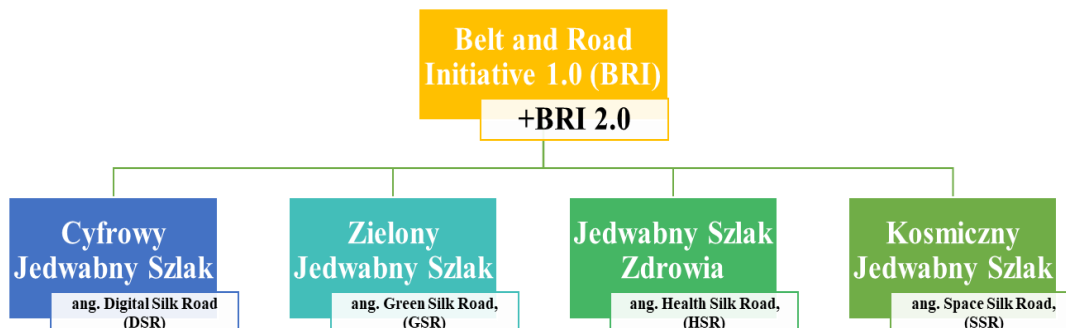 Belt and Road
Initiative 1.0 (BRI)
+BRI 2.0
Cyfrowy
Jedwabny Szlak
ang. Digital Silk Road
(DSR)
Zielony
Jedwabny Szlak
ang. Green Silk Road,
(GSR)
Jedwabny Szlak
Zdrowia
ang. Health Silk Road,
(HSR)
Kosmiczny
Jedwabny Szlak
ang. Space Silk Road,
(SSR)